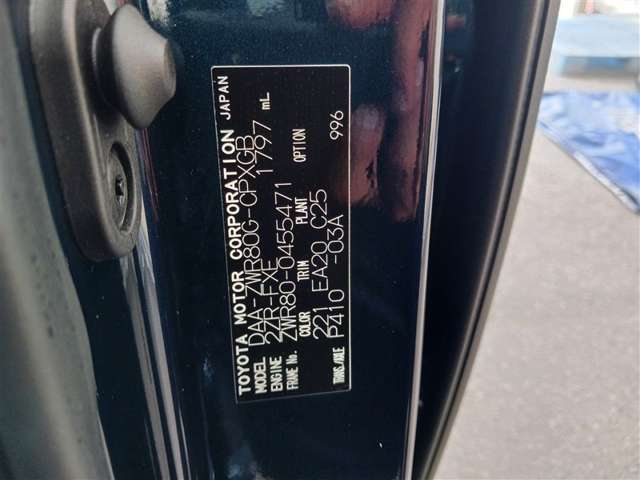 TOYOTA MOTOR CORPORATION JAPAN
MODEL DAA-ZWR80G-CPXGB
ENGINE 2ZR-FXE 1797 mL
FRAME No. ZWR80-0455471
COLOR TRIM PLANT OPTION
221 EA20 C25 996
TRANS/AXLE P410 -03A